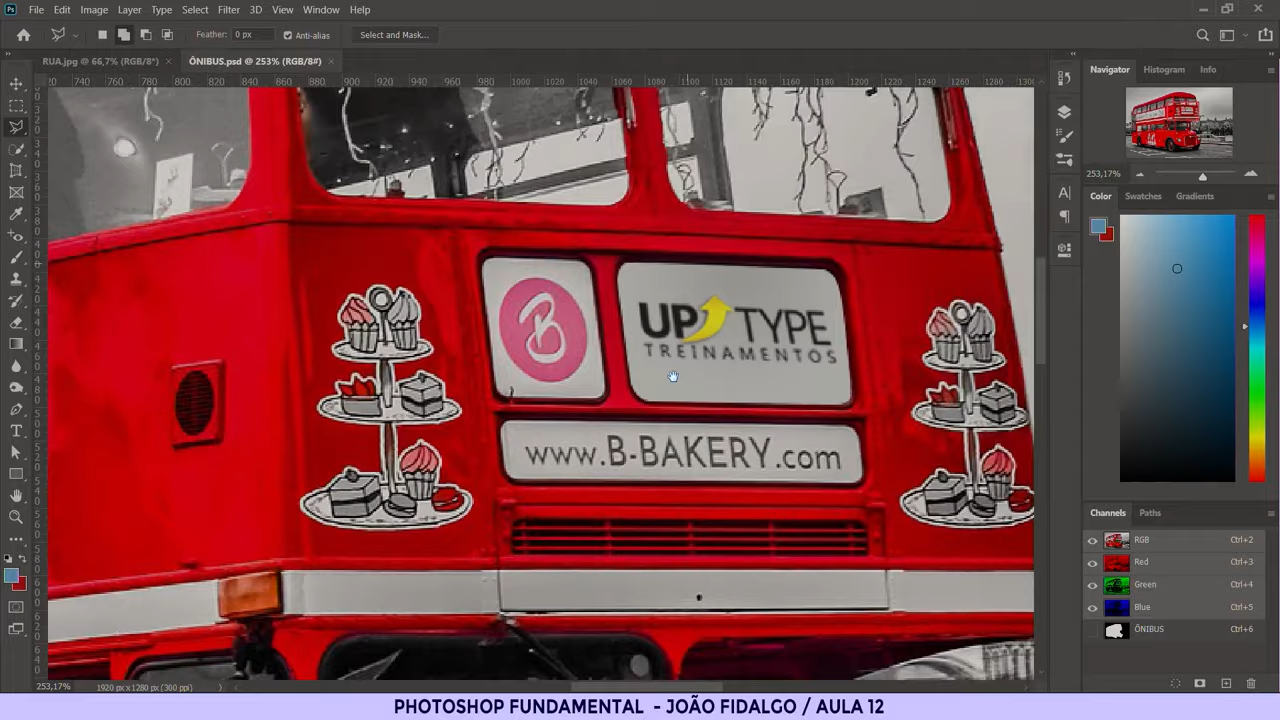 Ps File Edit Image Layer Type Select Filter 3D View Window Help
Feather: 0 px Anti-alias Select and Mask...
RUA.jpg @ 66,7% (RGB/8*) × ÔNIBUS.psd @ 253% (RGB/8#) ×
Navigator Histogram Info
253,17%
Color Swatches Gradients
B
UP TYPE
TREINAMENTOS
www.B-BAKERY.com
Channels Paths
RGB Ctrl+2
Red Ctrl+3
Green Ctrl+4
Blue Ctrl+5
ÔNIBUS Ctrl+6
253,17% 1920 px x 1280 px (300 ppi)
PHOTOSHOP FUNDAMENTAL - JOÃO FIDALGO / AULA 12